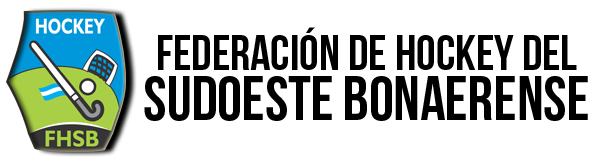 HOCKEY
FHSB
FEDERACIÓN DE HOCKEY DEL
SUDOESTE BONAERENSE